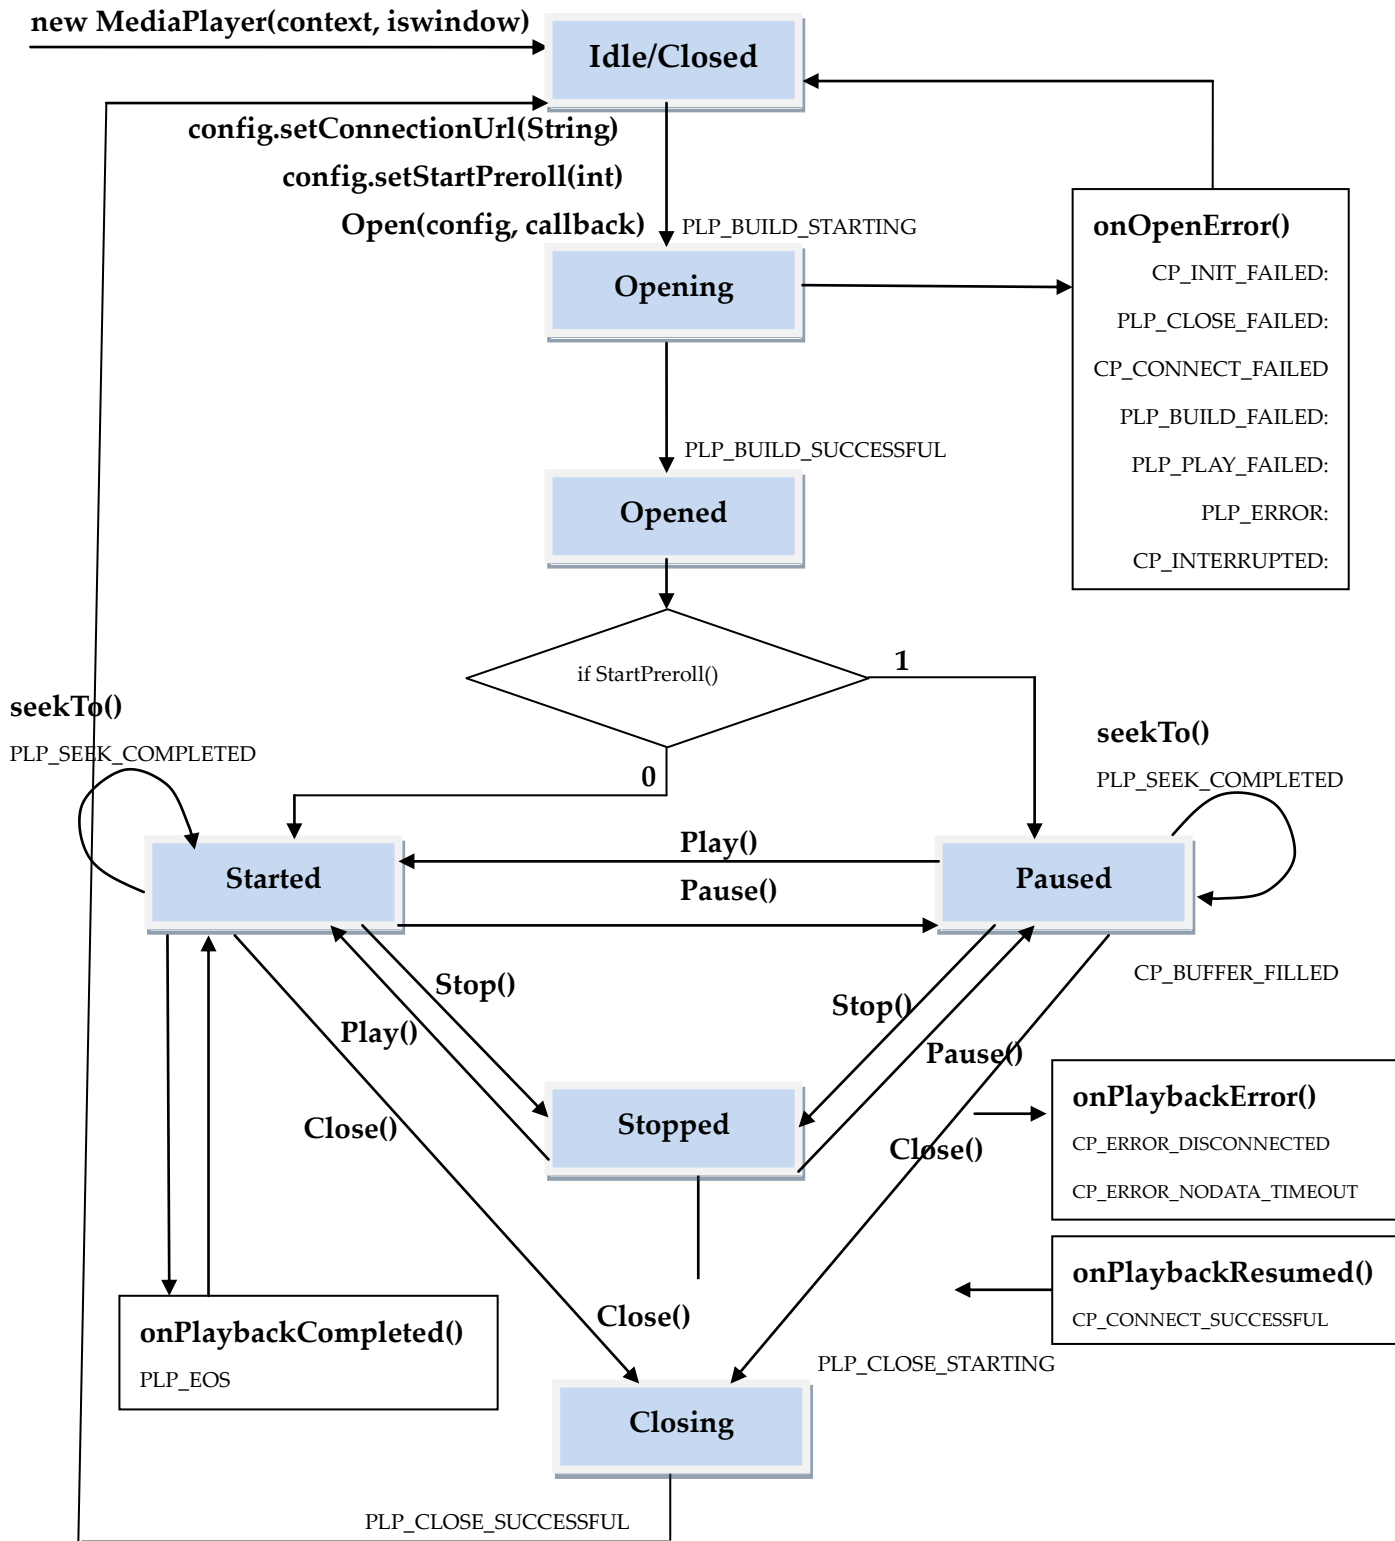 new MediaPlayer(context, iswindow)
Idle/Closed
config.setConnectionUrl(String)
config.setStartPreroll(int)
Open(config, callback)
PLP_BUILD_STARTING
onOpenError()
CP_INIT_FAILED:
PLP_CLOSE_FAILED:
CP_CONNECT_FAILED
PLP_BUILD_FAILED:
PLP_PLAY_FAILED:
PLP_ERROR:
CP_INTERRUPTED:
Opening
PLP_BUILD_SUCCESSFUL
Opened
if StartPreroll()
1
0
seekTo()
PLP_SEEK_COMPLETED
seekTo()
PLP_SEEK_COMPLETED
Started
Play()
Pause()
Paused
CP_BUFFER_FILLED
Stop()
Play()
Stop()
Pause()
Close()
Stopped
Close()
onPlaybackError()
CP_ERROR_DISCONNECTED
CP_ERROR_NODATA_TIMEOUT
onPlaybackResumed()
CP_CONNECT_SUCCESSFUL
onPlaybackCompleted()
PLP_EOS
Close()
PLP_CLOSE_STARTING
Closing
PLP_CLOSE_SUCCESSFUL